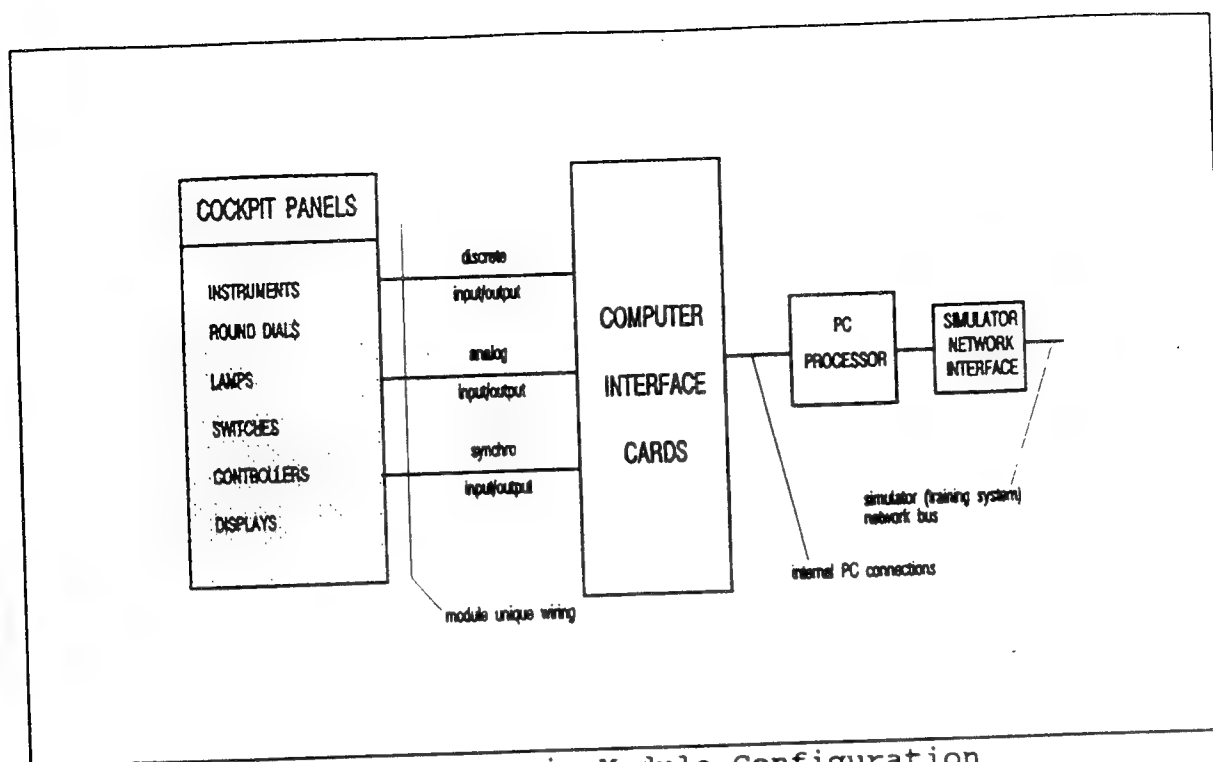 COCKPIT PANELS
INSTRUMENTS
ROUND DIALS
LAMPS
SWITCHES
CONTROLLERS
DISPLAYS
discrete
input/output
analog
input/output
synchro
input/output
module unique wiring
COMPUTER
INTERFACE
CARDS
PC
PROCESSOR
SIMULATOR
NETWORK
INTERFACE
simulator (training system)
network bus
internal PC connections
Module Configuration